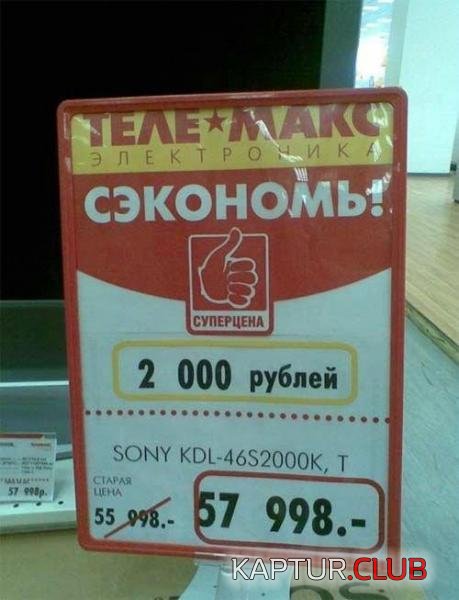 ТЕЛЕ★МАКС
ЭЛЕКТРОНИКА
СЭКОНОМЬ!
СУПЕРЦЕНА
2 000 рублей
SONY KDL-46S2000K, T
СТАРАЯ
ЦЕНА
55 998.-
57 998.-
57 998р.
KAPTUR.CLUB